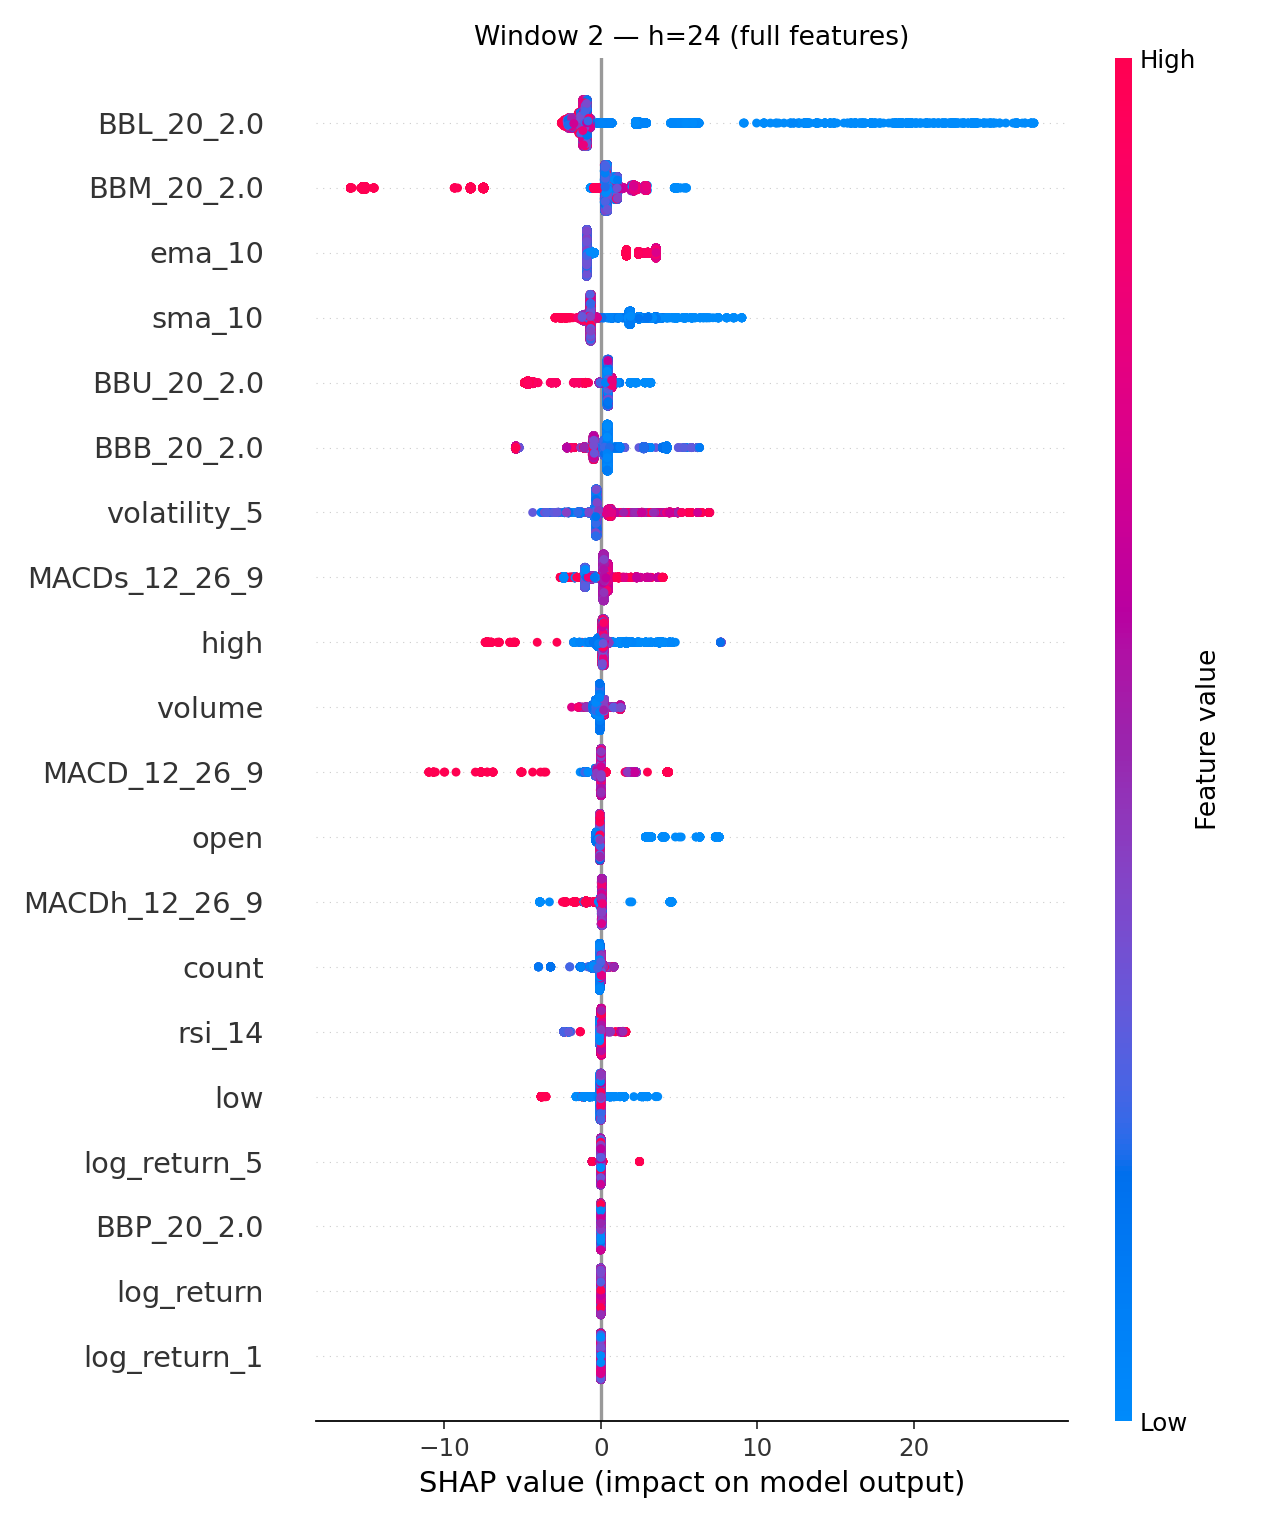 Window 2 — h=24 (full features)
High
BBL_20_2.0
BBM_20_2.0
ema_10
sma_10
BBU_20_2.0
BBB_20_2.0
volatility_5
MACDs_12_26_9
high
volume
MACD_12_26_9
open
MACDh_12_26_9
count
rsi_14
low
log_return_5
BBP_20_2.0
log_return
log_return_1
Feature value
Low
−10 0 10 20
SHAP value (impact on model output)